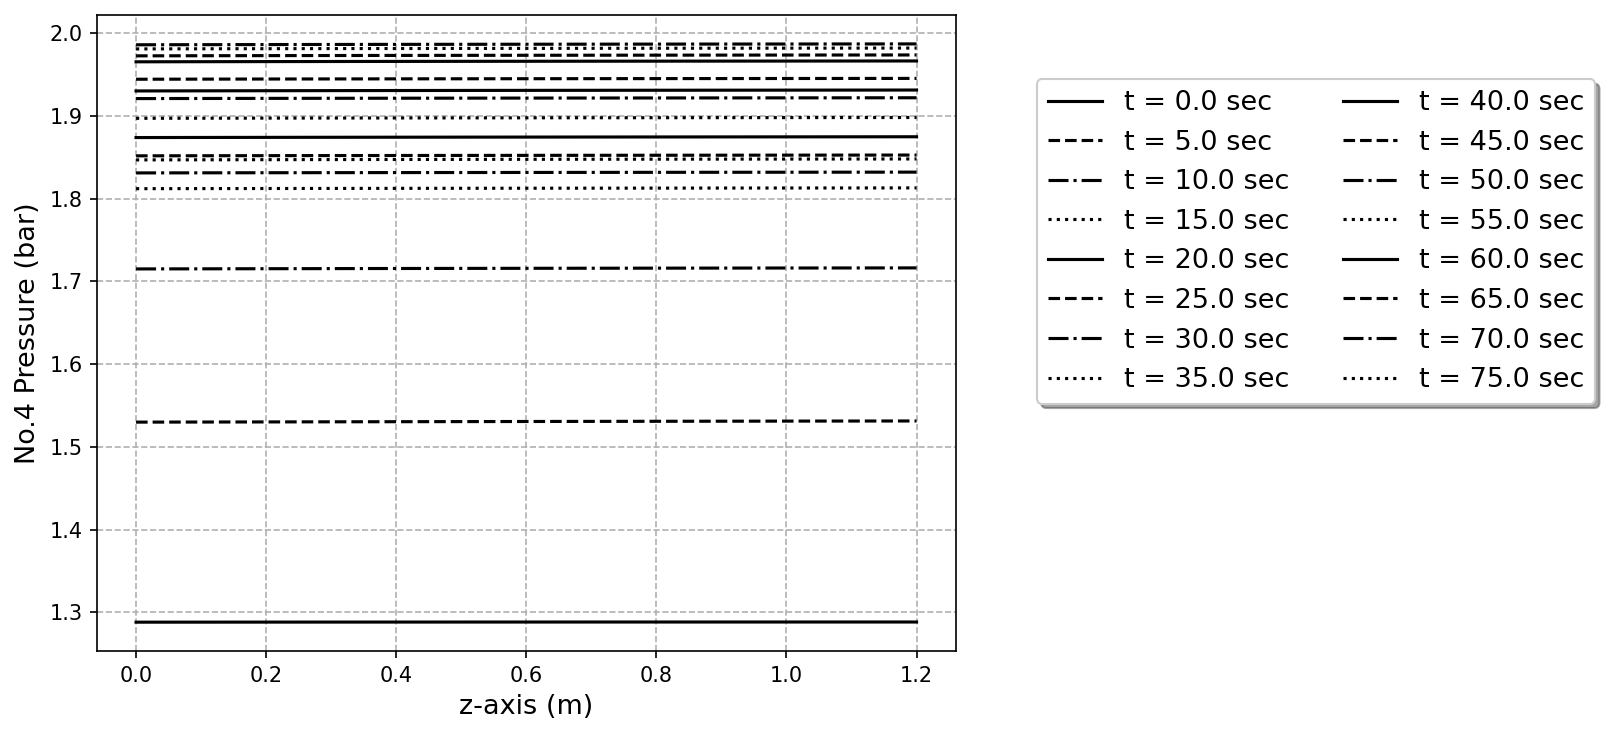 2.0
1.9
1.8
1.7
1.6
1.5
1.4
1.3
No.4 Pressure (bar)
0.0 0.2 0.4 0.6 0.8 1.0 1.2
z-axis (m)
t = 0.0 sec
t = 5.0 sec
t = 10.0 sec
t = 15.0 sec
t = 20.0 sec
t = 25.0 sec
t = 30.0 sec
t = 35.0 sec
t = 40.0 sec
t = 45.0 sec
t = 50.0 sec
t = 55.0 sec
t = 60.0 sec
t = 65.0 sec
t = 70.0 sec
t = 75.0 sec